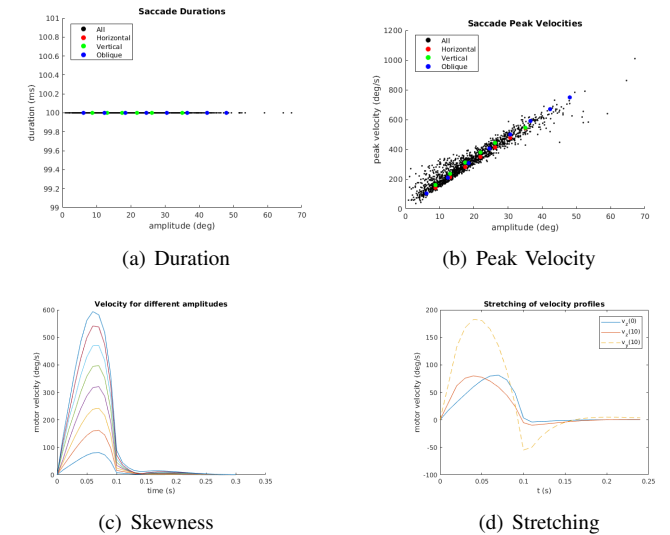 Saccade Durations
101
100.8
100.6
100.4
100.2
100
99.8
99.6
99.4
99.2
99
duration (ms)
All
Horizontal
Vertical
Oblique
0 10 20 30 40 50 60 70
amplitude (deg)
(a) Duration
Saccade Peak Velocities
1200
1000
800
600
400
200
0
peak velocity (deg/s)
All
Horizontal
Vertical
Oblique
0 10 20 30 40 50 60 70
amplitude (deg)
(b) Peak Velocity
Velocity for different amplitudes
600
500
400
300
200
100
0
motor velocity (deg/s)
0 0.05 0.1 0.15 0.2 0.25 0.3 0.35
time (s)
(c) Skewness
Stretching of velocity profiles
200
150
100
50
0
-50
-100
motor velocity (deg/s)
v_z(0)
v_z(10)
v_y(10)
0 0.05 0.1 0.15 0.2
t (s)
(d) Stretching